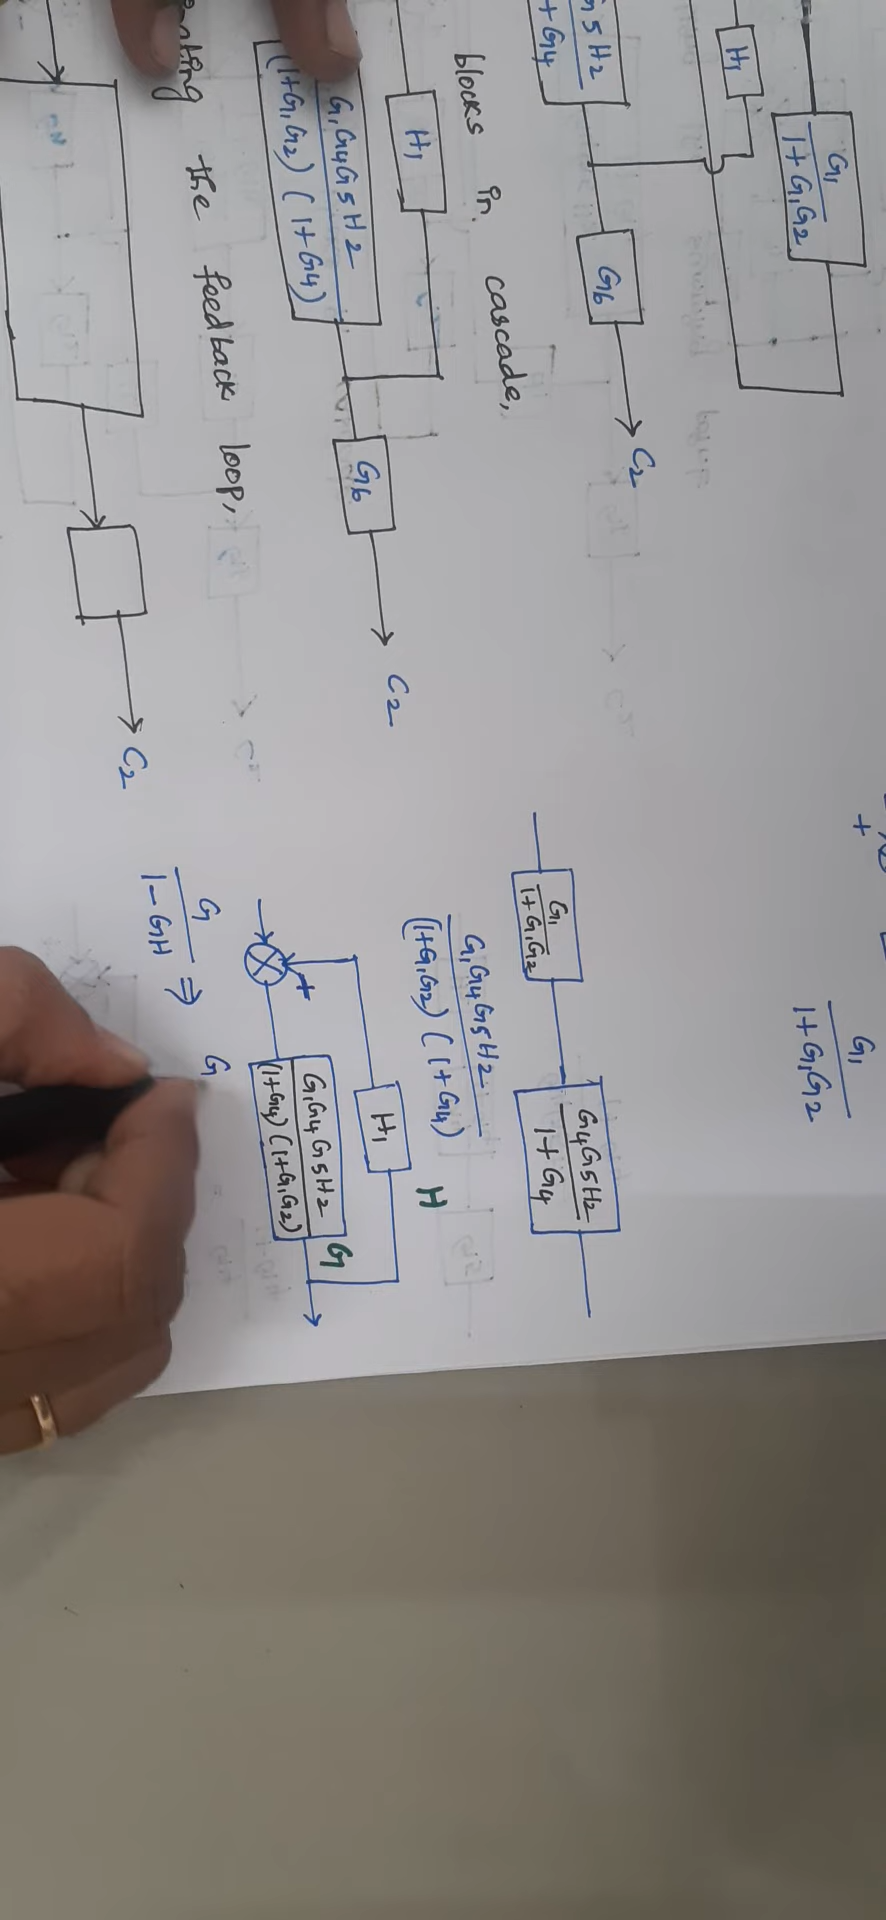 G1
1+G1G2
H1
G5H2
+G4
G6
C2
blocks in cascade,
H1
G1G4G5H2
(1+G1G2) (1+G4)
G6
C2
the feedback loop,
C2
+
G1
1+G1G2
G1
1+G1G2
G4G5H2
1+G4
G1G4G5H2
(1+G1G2) (1+G4)
H1
H
+
G1G4G5H2
(1+G4) (1+G1G2)
G
G
1-GH
⇒
G